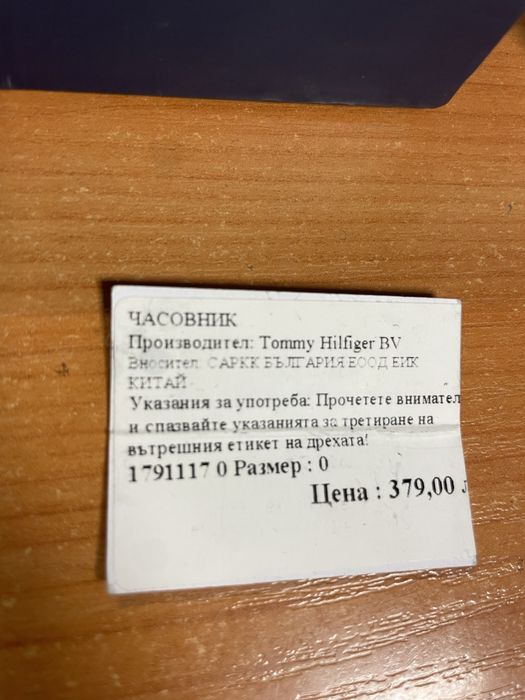 ЧАСОВНИК
Производител: Tommy Hilfiger BV
Вносител: САРКК БЪЛГАРИЯ ЕООД ЕИК
КИТАЙ
Указания за употреба: Прочетете внимател
и спазвайте указанията за третиране на
вътрешния етикет на дрехата!
1791117 0 Размер : 0
Цена : 379,00 л